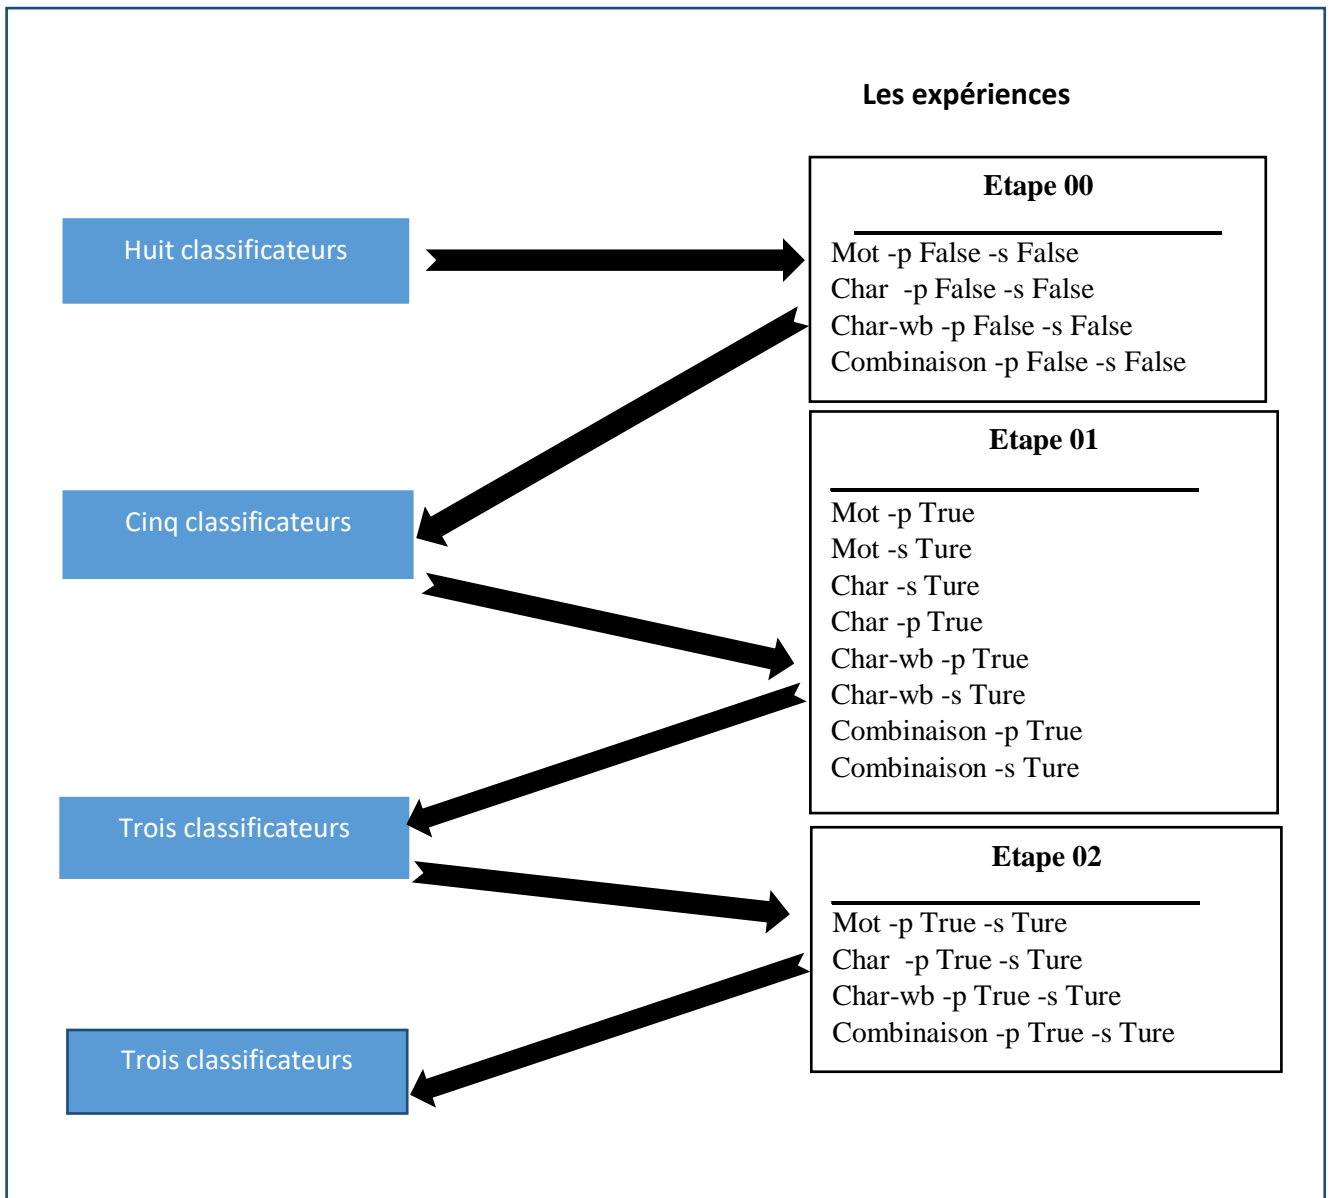 Les expériences
Huit classificateurs
Etape 00
Mot -p False -s False
Char  -p False -s False
Char-wb -p False -s False
Combinaison -p False -s False
Cinq classificateurs
Etape 01
Mot -p True
Mot -s Ture
Char -s Ture
Char -p True
Char-wb -p True
Char-wb -s Ture
Combinaison -p True
Combinaison -s Ture
Trois classificateurs
Etape 02
Mot -p True -s Ture
Char  -p True -s Ture
Char-wb -p True -s Ture
Combinaison -p True -s Ture
Trois classificateurs